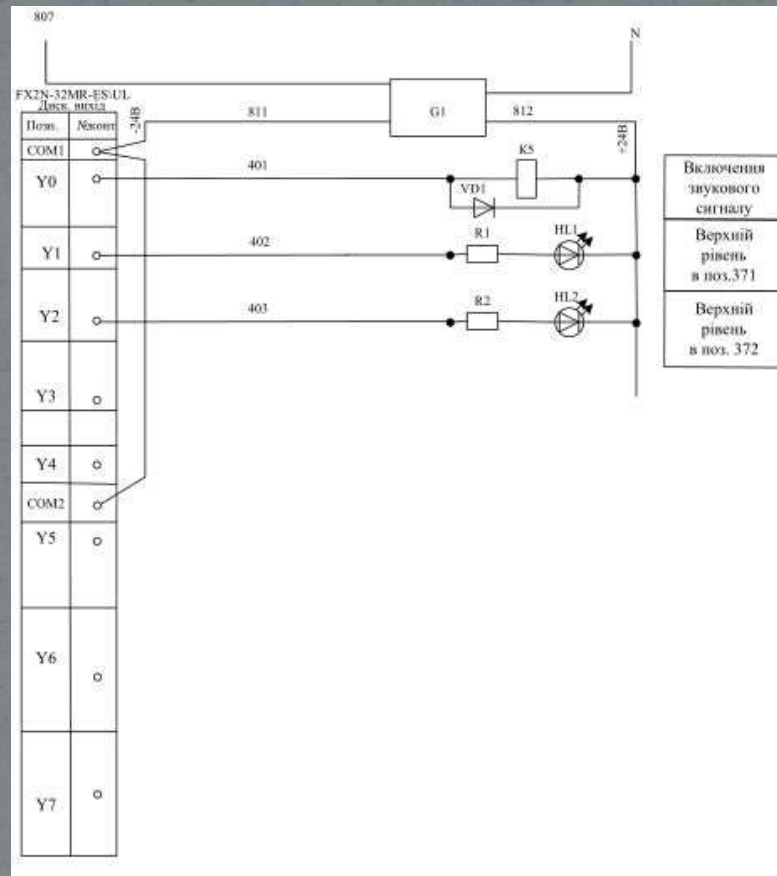 807
N
FX2N-32MR-ES\UL
Диск. вихід
Позн.
№конт
-24В
811
G1
812
+24В
COM1
Y0
401
K5
VD1
Включення
звукового
сигналу
Y1
402
R1
HL1
Верхній
рівень
в поз.371
Y2
403
R2
HL2
Верхній
рівень
в поз. 372
Y3
Y4
COM2
Y5
Y6
Y7